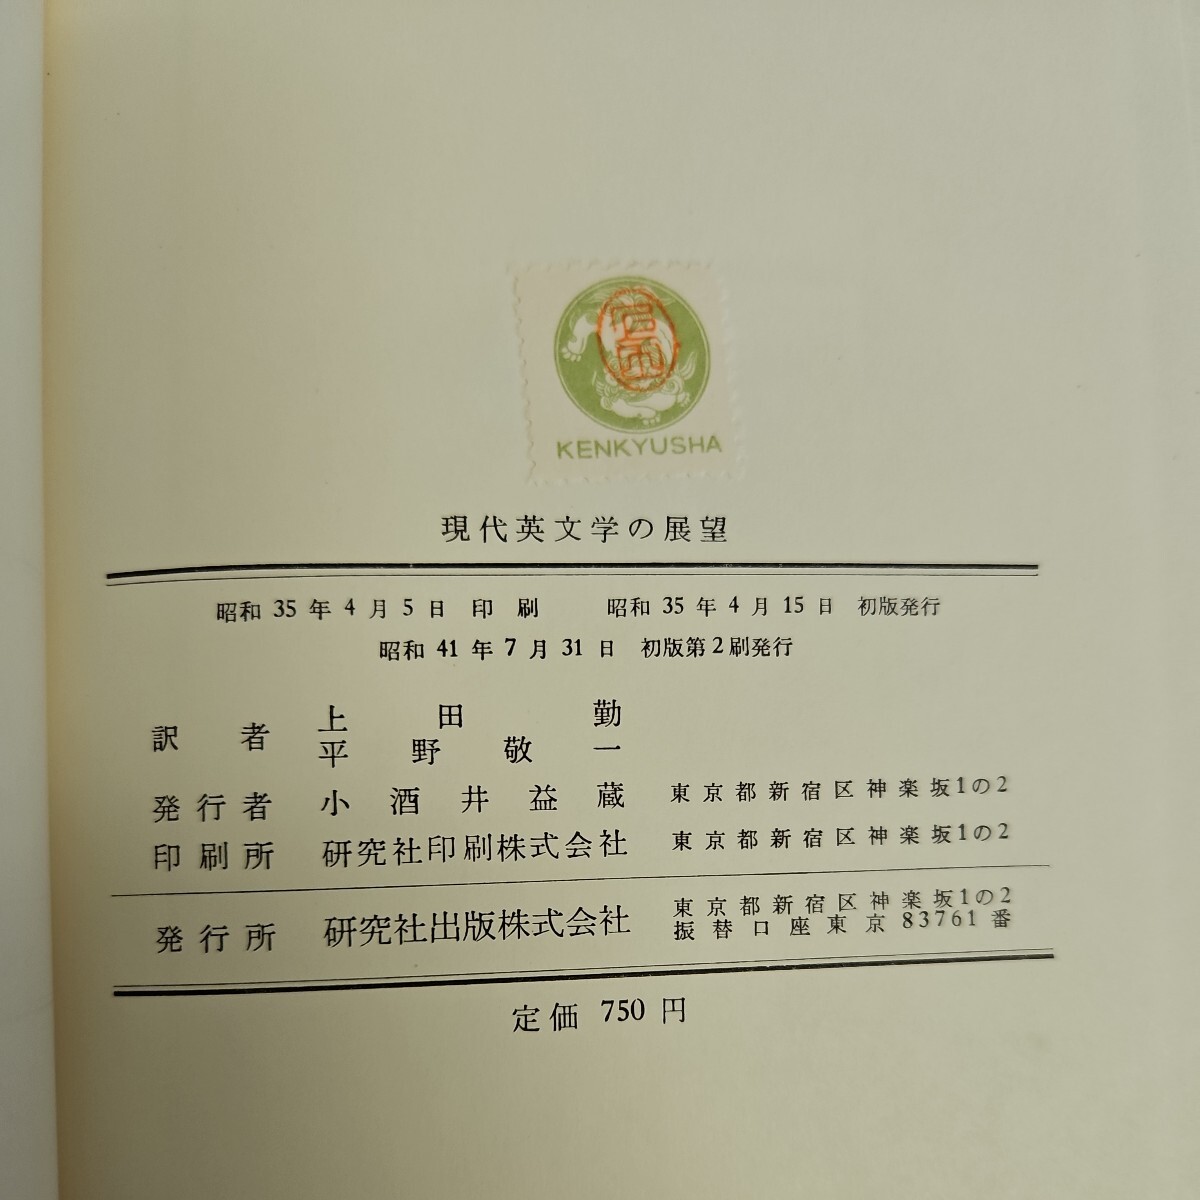 KENKYUSHA
現代英文学の展望
昭和 35 年 4 月 5 日 印 刷 昭和 35 年 4 月 15 日 初版発行
昭和 41 年 7 月 31 日 初版第2刷発行
訳者 上田勤
平野敬一
発行者 小酒井益蔵 東京都新宿区神楽坂1の2
印刷所 研究社印刷株式会社 東京都新宿区神楽坂1の2
発行所 研究社出版株式会社 東京都新宿区神楽坂1の2
振替口座東京 83761 番
定価 750 円